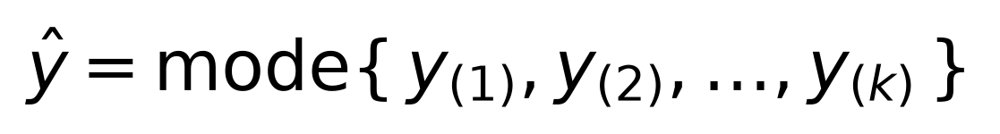 ŷ = mode{ y₍₁₎, y₍₂₎, ..., y₍ₖ₎ }